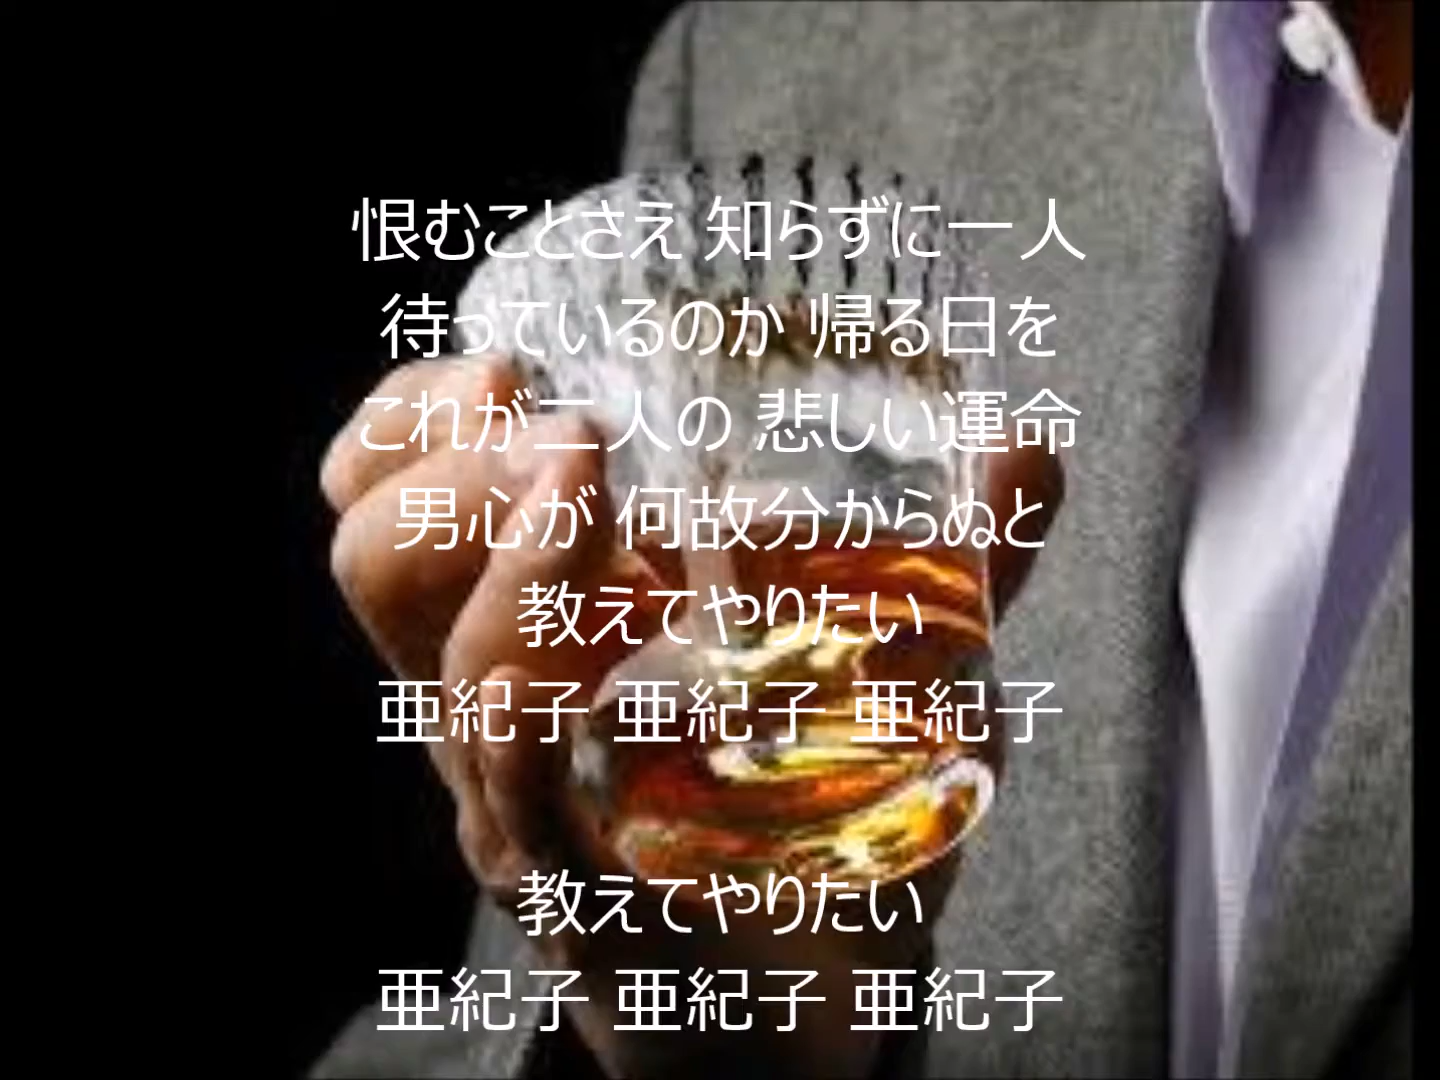 恨むことさえ 知らずに一人
待っているのか 帰る日を
これが二人の 悲しい運命
男心が 何故分からぬと
教えてやりたい
亜紀子 亜紀子 亜紀子
教えてやりたい
亜紀子 亜紀子 亜紀子